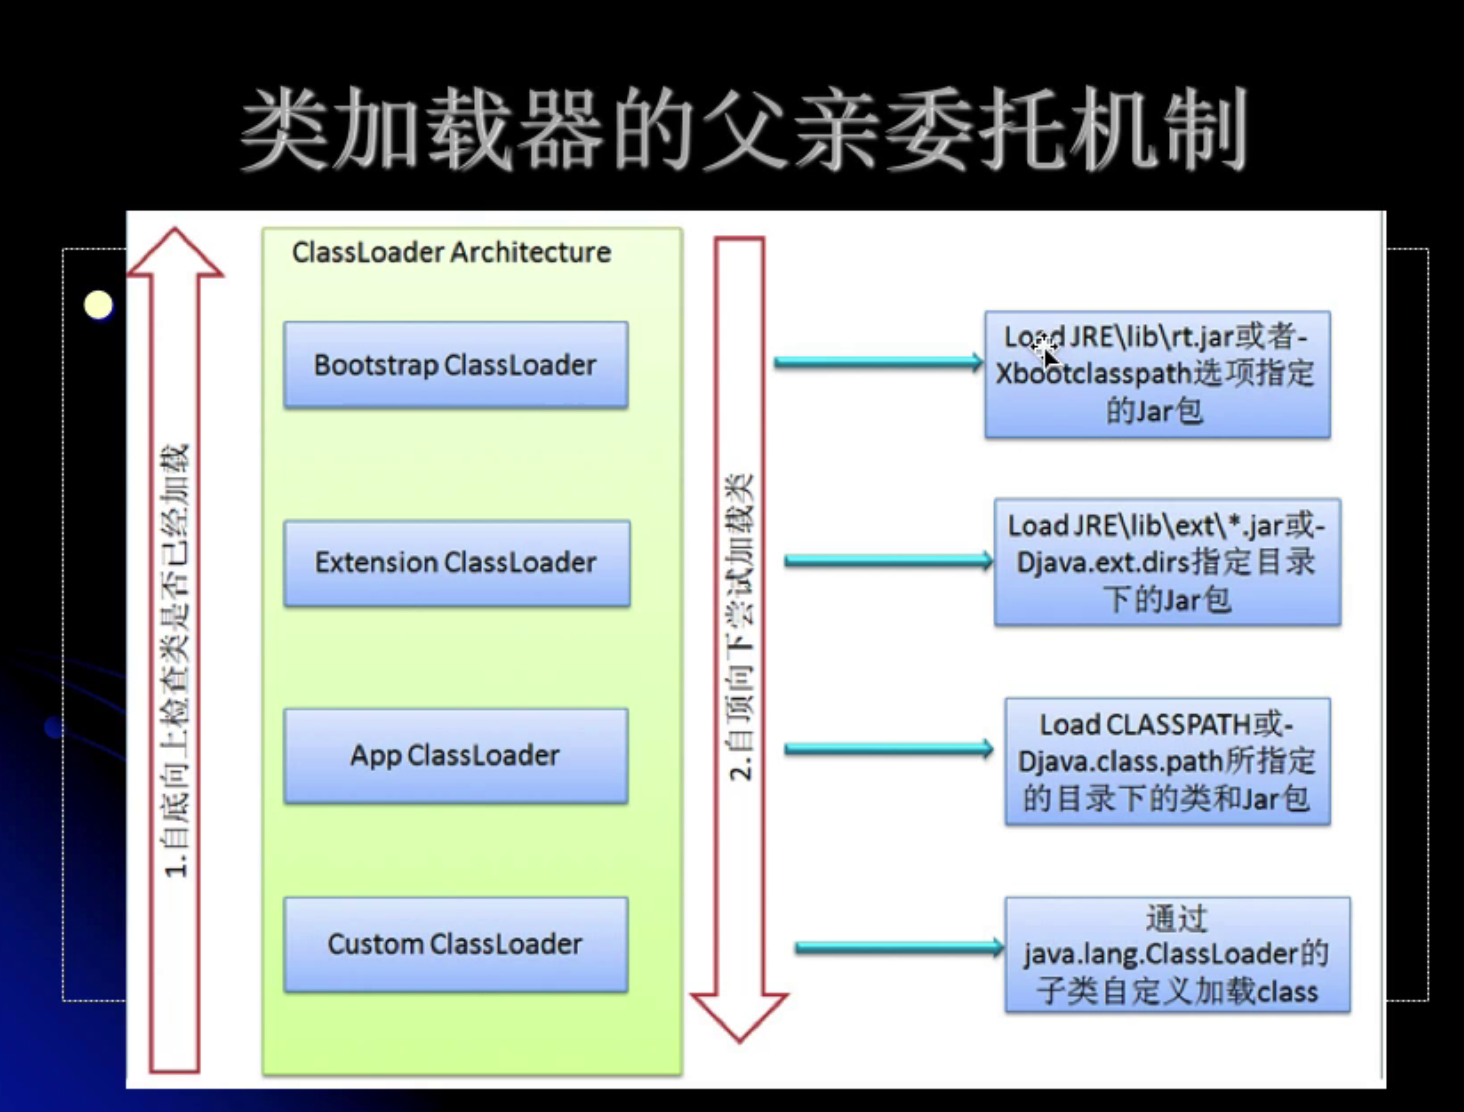 类加载器的父亲委托机制
ClassLoader Architecture
1.自底向上检查类是否已经加载
Bootstrap ClassLoader
Extension ClassLoader
App ClassLoader
Custom ClassLoader
2.自顶向下尝试加载类
Load JRE\lib\rt.jar或者-
Xbootclasspath选项指定
的Jar包
Load JRE\lib\ext\*.jar或-
Djava.ext.dirs指定目录
下的Jar包
Load CLASSPATH或-
Djava.class.path所指定
的目录下的类和Jar包
通过
java.lang.ClassLoader的
子类自定义加载class